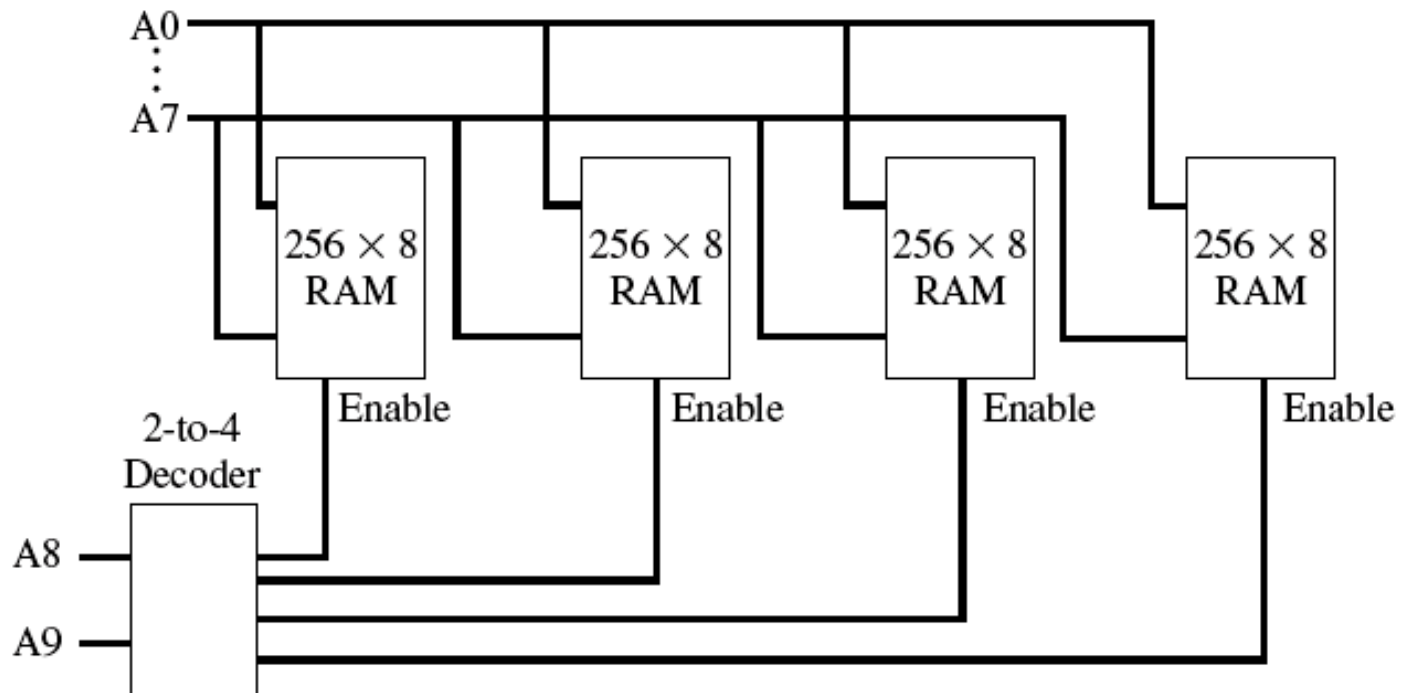 A0
A7
256 × 8
RAM
256 × 8
RAM
256 × 8
RAM
256 × 8
RAM
Enable
Enable
Enable
Enable
2-to-4
Decoder
A8
A9